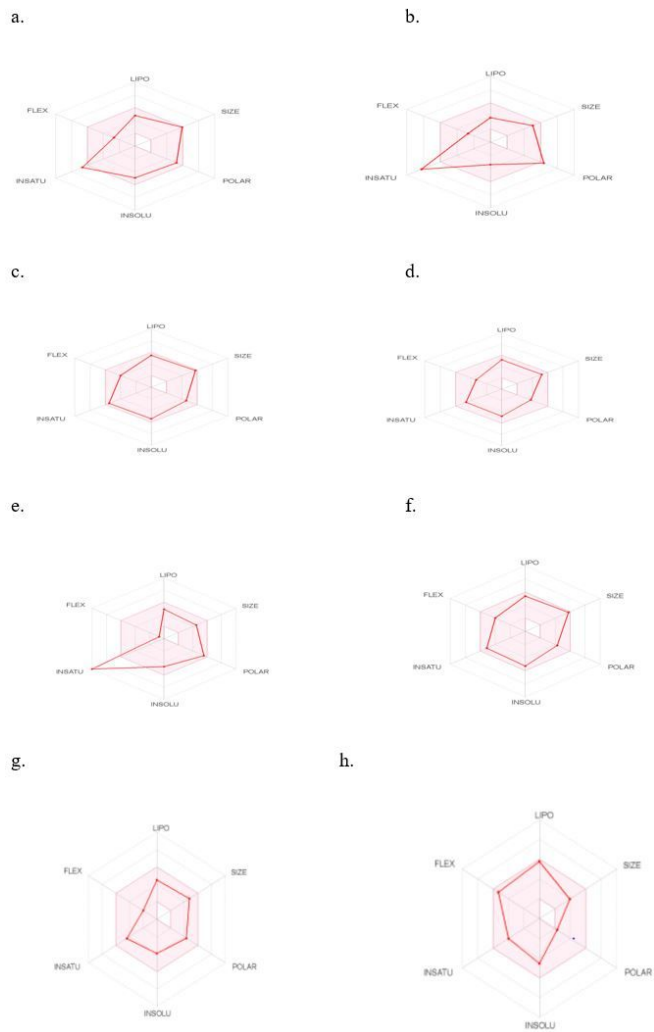 a.
b.
LIPO
FLEX
SIZE
INSATU
POLAR
INSOLU
LIPO
FLEX
SIZE
INSATU
POLAR
INSOLU
c.
d.
LIPO
FLEX
SIZE
INSATU
POLAR
INSOLU
LIPO
FLEX
SIZE
INSATU
POLAR
INSOLU
e.
f.
LIPO
FLEX
SIZE
INSATU
POLAR
INSOLU
LIPO
FLEX
SIZE
INSATU
POLAR
INSOLU
g.
h.
LIPO
FLEX
SIZE
INSATU
POLAR
INSOLU
LIPO
FLEX
SIZE
INSATU
POLAR
INSOLU